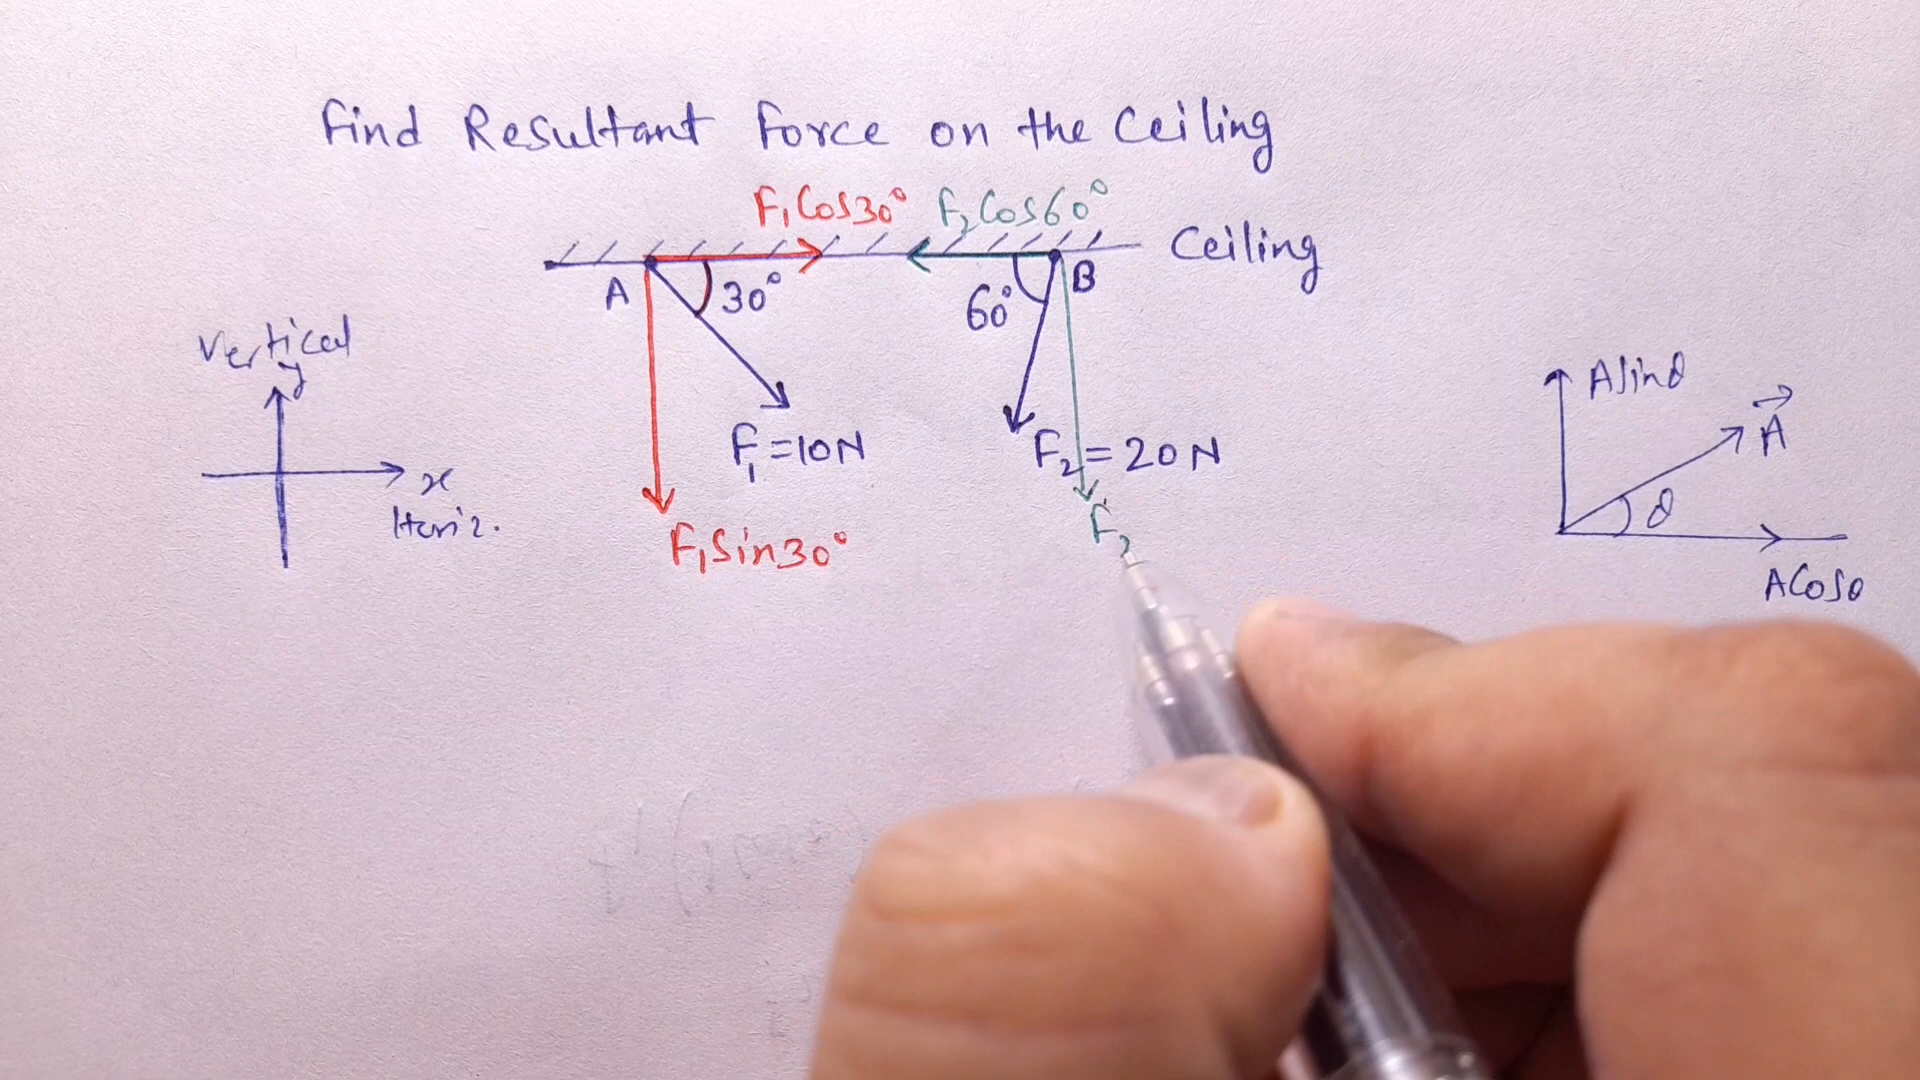 Find Resultant Force on the Ceiling
F₁Cos30° F₂Cos60°
Ceiling
A 30° 60° B
Vertical
y
x
Horiz.
F₁=10N
F₂=20N
F₁Sin30°
F₂
ASinθ
A
θ
ACosθ